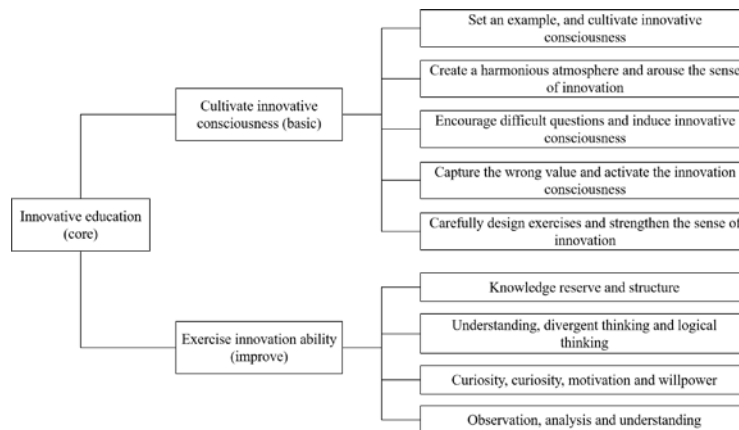 Set an example, and cultivate innovative
consciousness
Create a harmonious atmosphere and arouse the sense
of innovation
Cultivate innovative
consciousness (basic)
Encourage difficult questions and induce innovative
consciousness
Capture the wrong value and activate the innovation
consciousness
Carefully design exercises and strengthen the sense of
innovation
Innovative education
(core)
Knowledge reserve and structure
Understanding, divergent thinking and logical
thinking
Exercise innovation ability
(improve)
Curiosity, curiosity, motivation and willpower
Observation, analysis and understanding